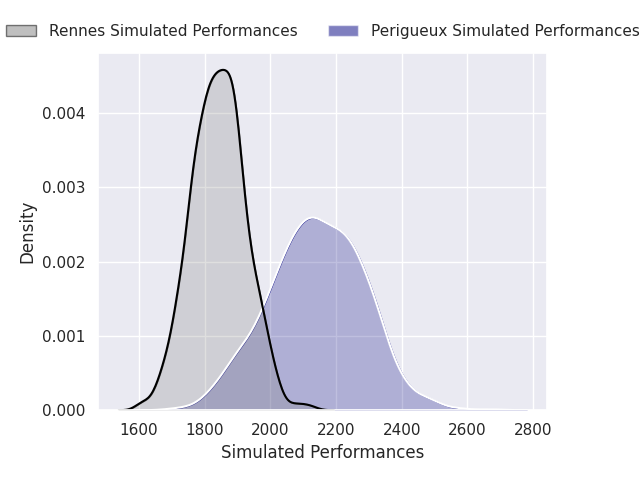 Rennes Simulated Performances
Perigueux Simulated Performances
0.004
0.003
0.002
0.001
0.000
Density
1600 1800 2000 2200 2400 2600 2800
Simulated Performances